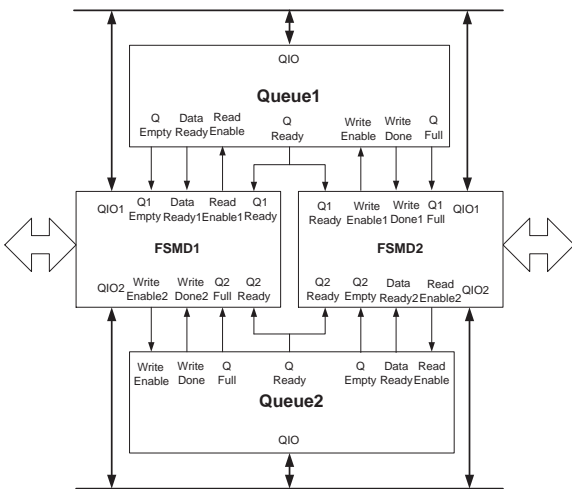 QIO
Queue1
Q Data Read Q Write Write Q
Empty Ready Enable Ready Enable Done Full
QIO1 Q1 Data Read Q1 Q1 Write Write Q1 QIO1
Empty Ready1 Enable1 Ready Ready Enable1 Done1 Full
FSMD1 FSMD2
QIO2 Write Write Q2 Q2 Q2 Q2 Data Read QIO2
Enable2 Done2 Full Ready Ready Empty Ready2 Enable2
Write Write Q Q Q Data Read
Enable Done Full Ready Empty Ready Enable
Queue2
QIO